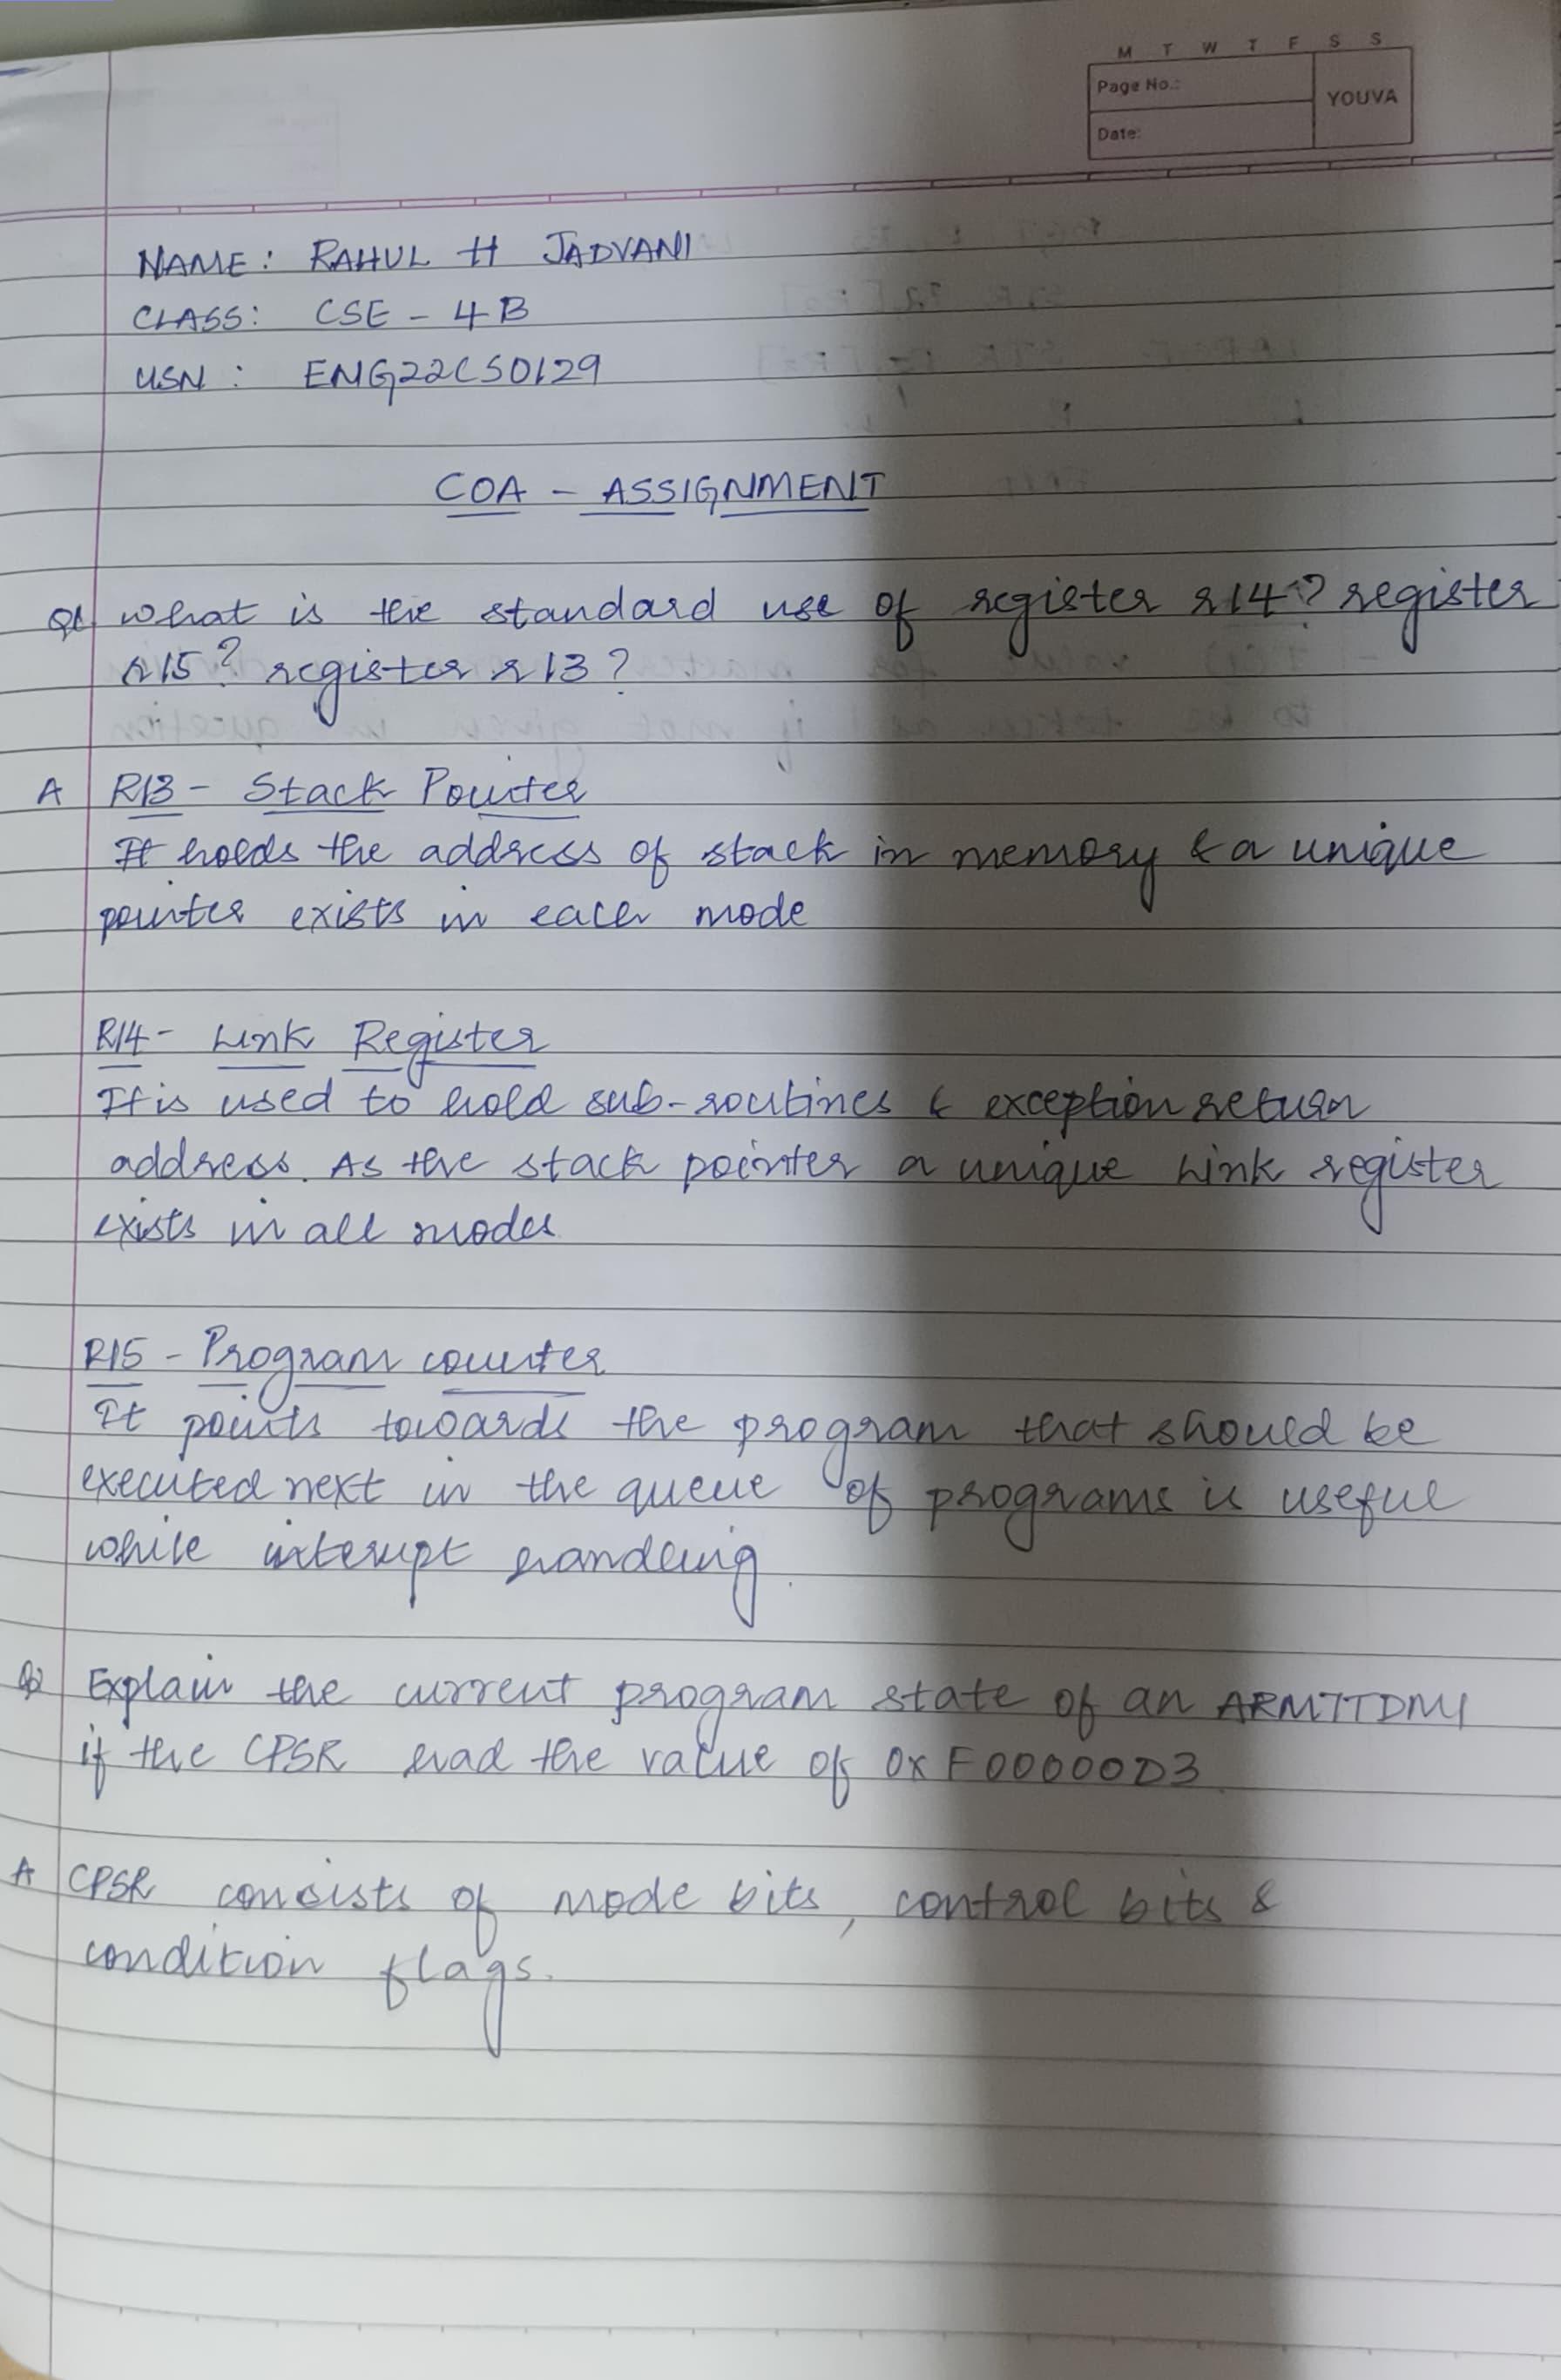 M T W T F S S
Page No.:
YOUVA
Date:
NAME: RAHUL H JADVANI
CLASS: CSE - 4B
USN: ENG22CS0129
COA - ASSIGNMENT
Q1 What is the standard use of register r14? register
r15? register r13?
A R13 - Stack Pointer
It holds the address of stack in memory & a unique
pointer exists in each mode
R14 - Link Register
It is used to hold sub-routines & exception return
address. As the stack pointer a unique Link register
exists in all modes
R15 - Program counter
It points towards the program that should be
executed next in the queue of programs is useful
while interupt handling.
Q2 Explain the current program state of an ARM7TDMI
if the CPSR had the value of 0xF00000D3
A CPSR consists of mode bits, control bits &
condition flags.